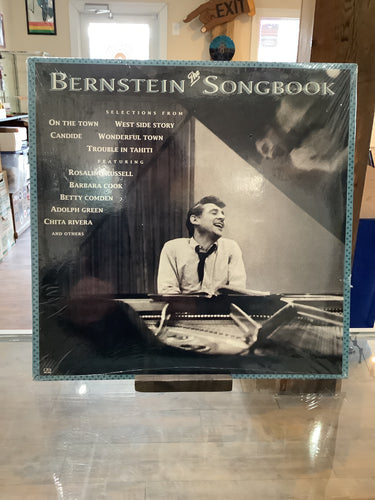 EXIT
BERNSTEIN The SONGBOOK
SELECTIONS FROM
ON THE TOWN WEST SIDE STORY
CANDIDE WONDERFUL TOWN
TROUBLE IN TAHITI
FEATURING
ROSALIND RUSSELL
BARBARA COOK
BETTY COMDEN
ADOLPH GREEN
CHITA RIVERA
AND OTHERS